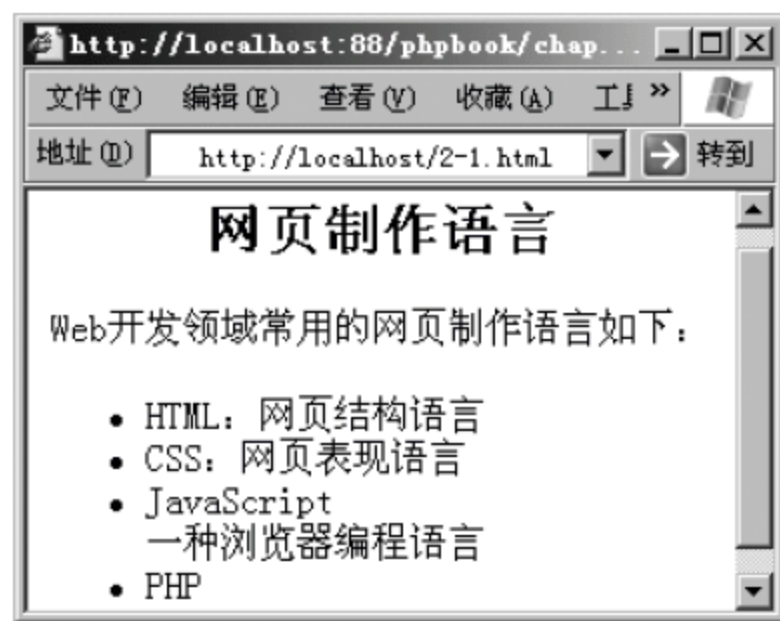 http://localhost:88/phpbook/chap...
文件(F) 编辑(E) 查看(V) 收藏(A) 工 »
地址(D) http://localhost/2-1.html 转到
网页制作语言
Web开发领域常用的网页制作语言如下：
• HTML：网页结构语言
• CSS：网页表现语言
• JavaScript
一种浏览器编程语言
• PHP